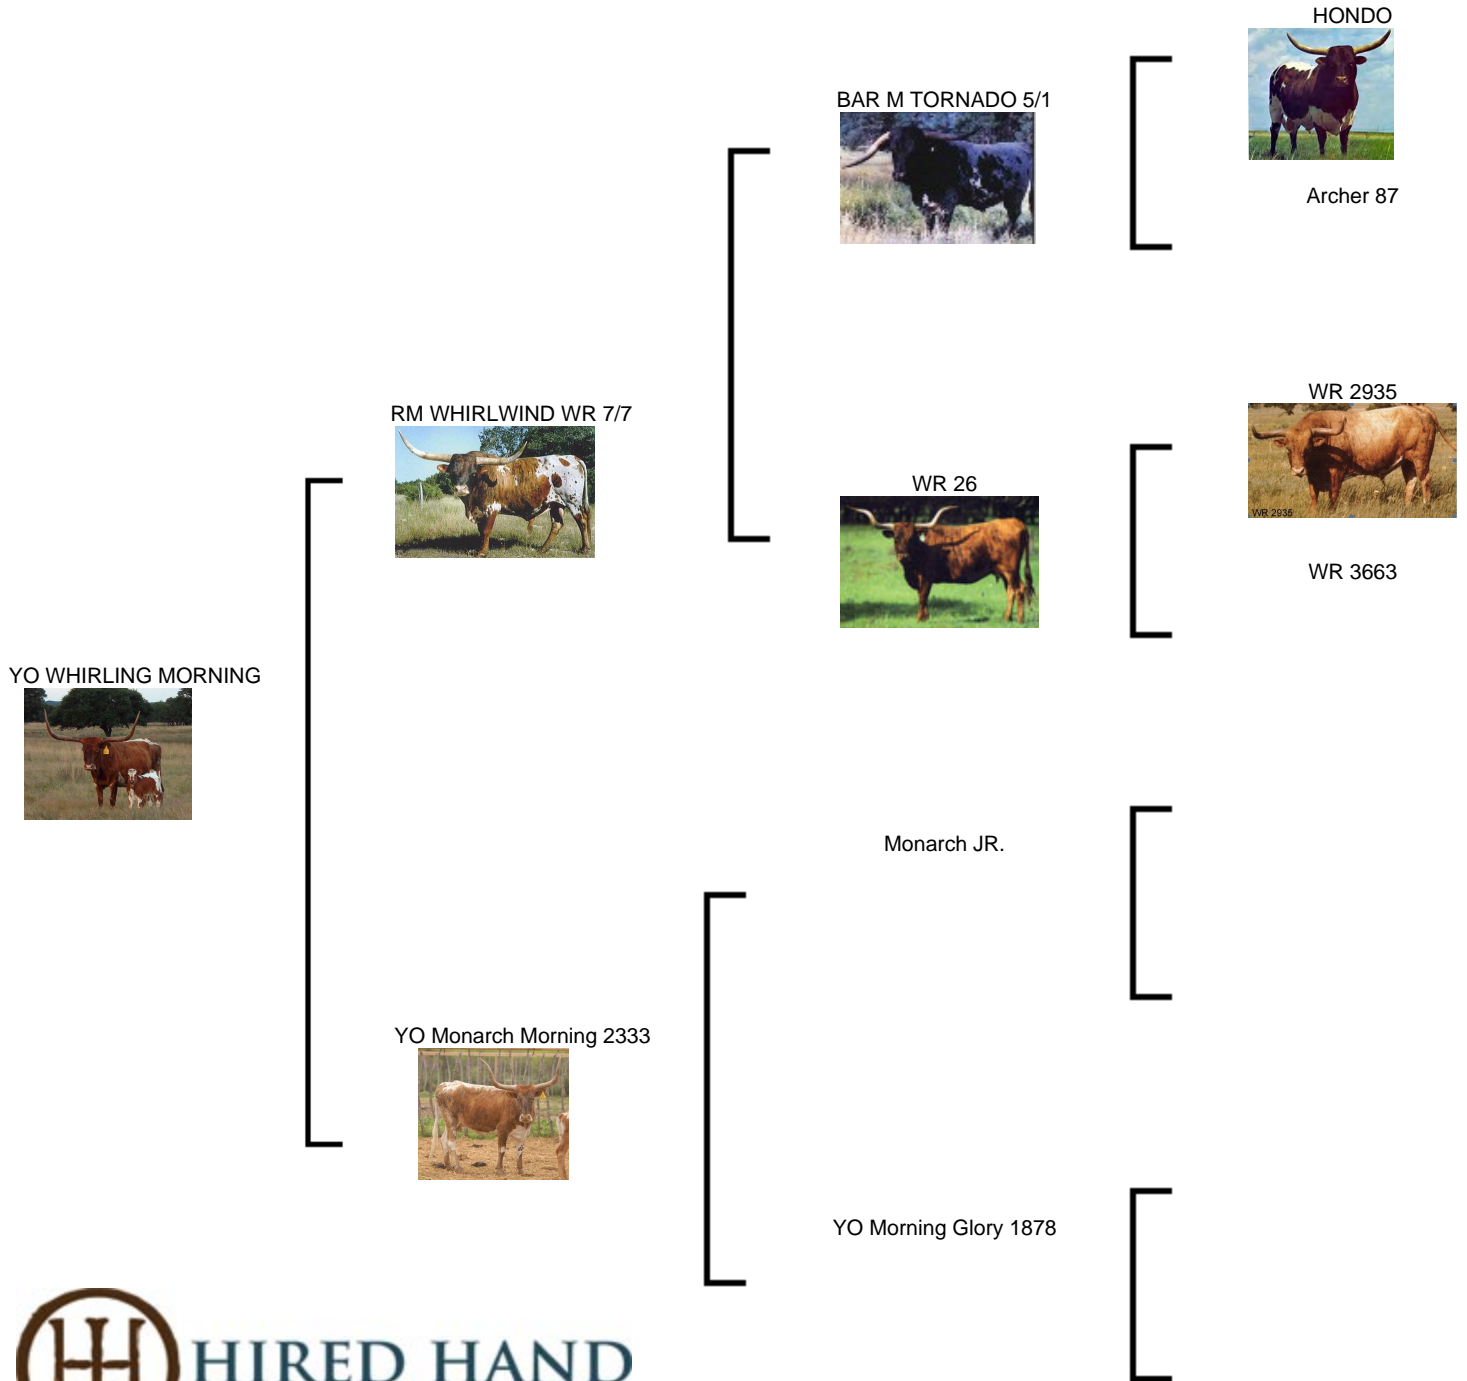 HONDO
BAR M TORNADO 5/1
Archer 87
WR 2935
WR 2935
RM WHIRLWIND WR 7/7
WR 26
WR 3663
YO WHIRLING MORNING
Monarch JR.
YO Monarch Morning 2333
YO Morning Glory 1878
HIRED HAND